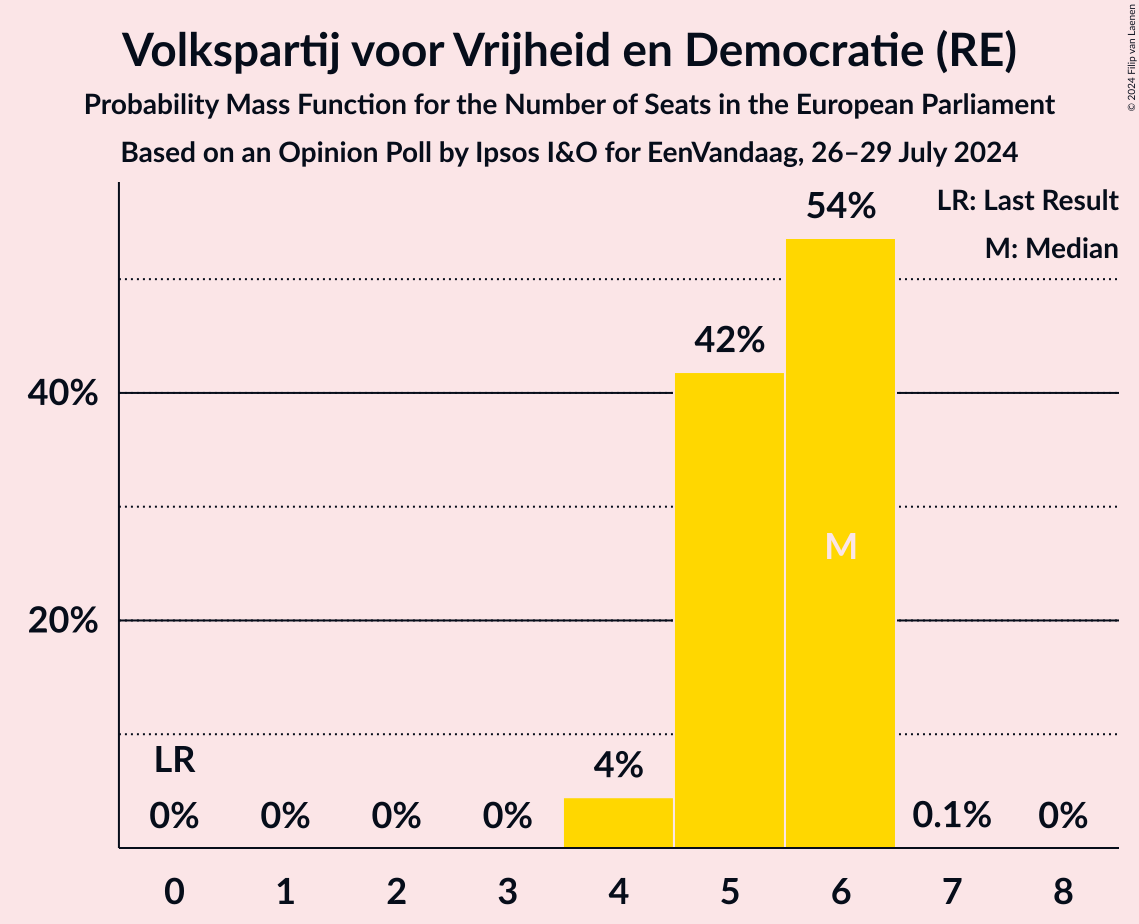 Volkspartij voor Vrijheid en Democratie (RE)
Probability Mass Function for the Number of Seats in the European Parliament
Based on an Opinion Poll by Ipsos I&O for EenVandaag, 26–29 July 2024
© 2024 Filip van Laenen
LR: Last Result
M: Median
54%
42%
40%
M
20%
LR
4%
0% 0% 0% 0% 0.1% 0%
0 1 2 3 4 5 6 7 8